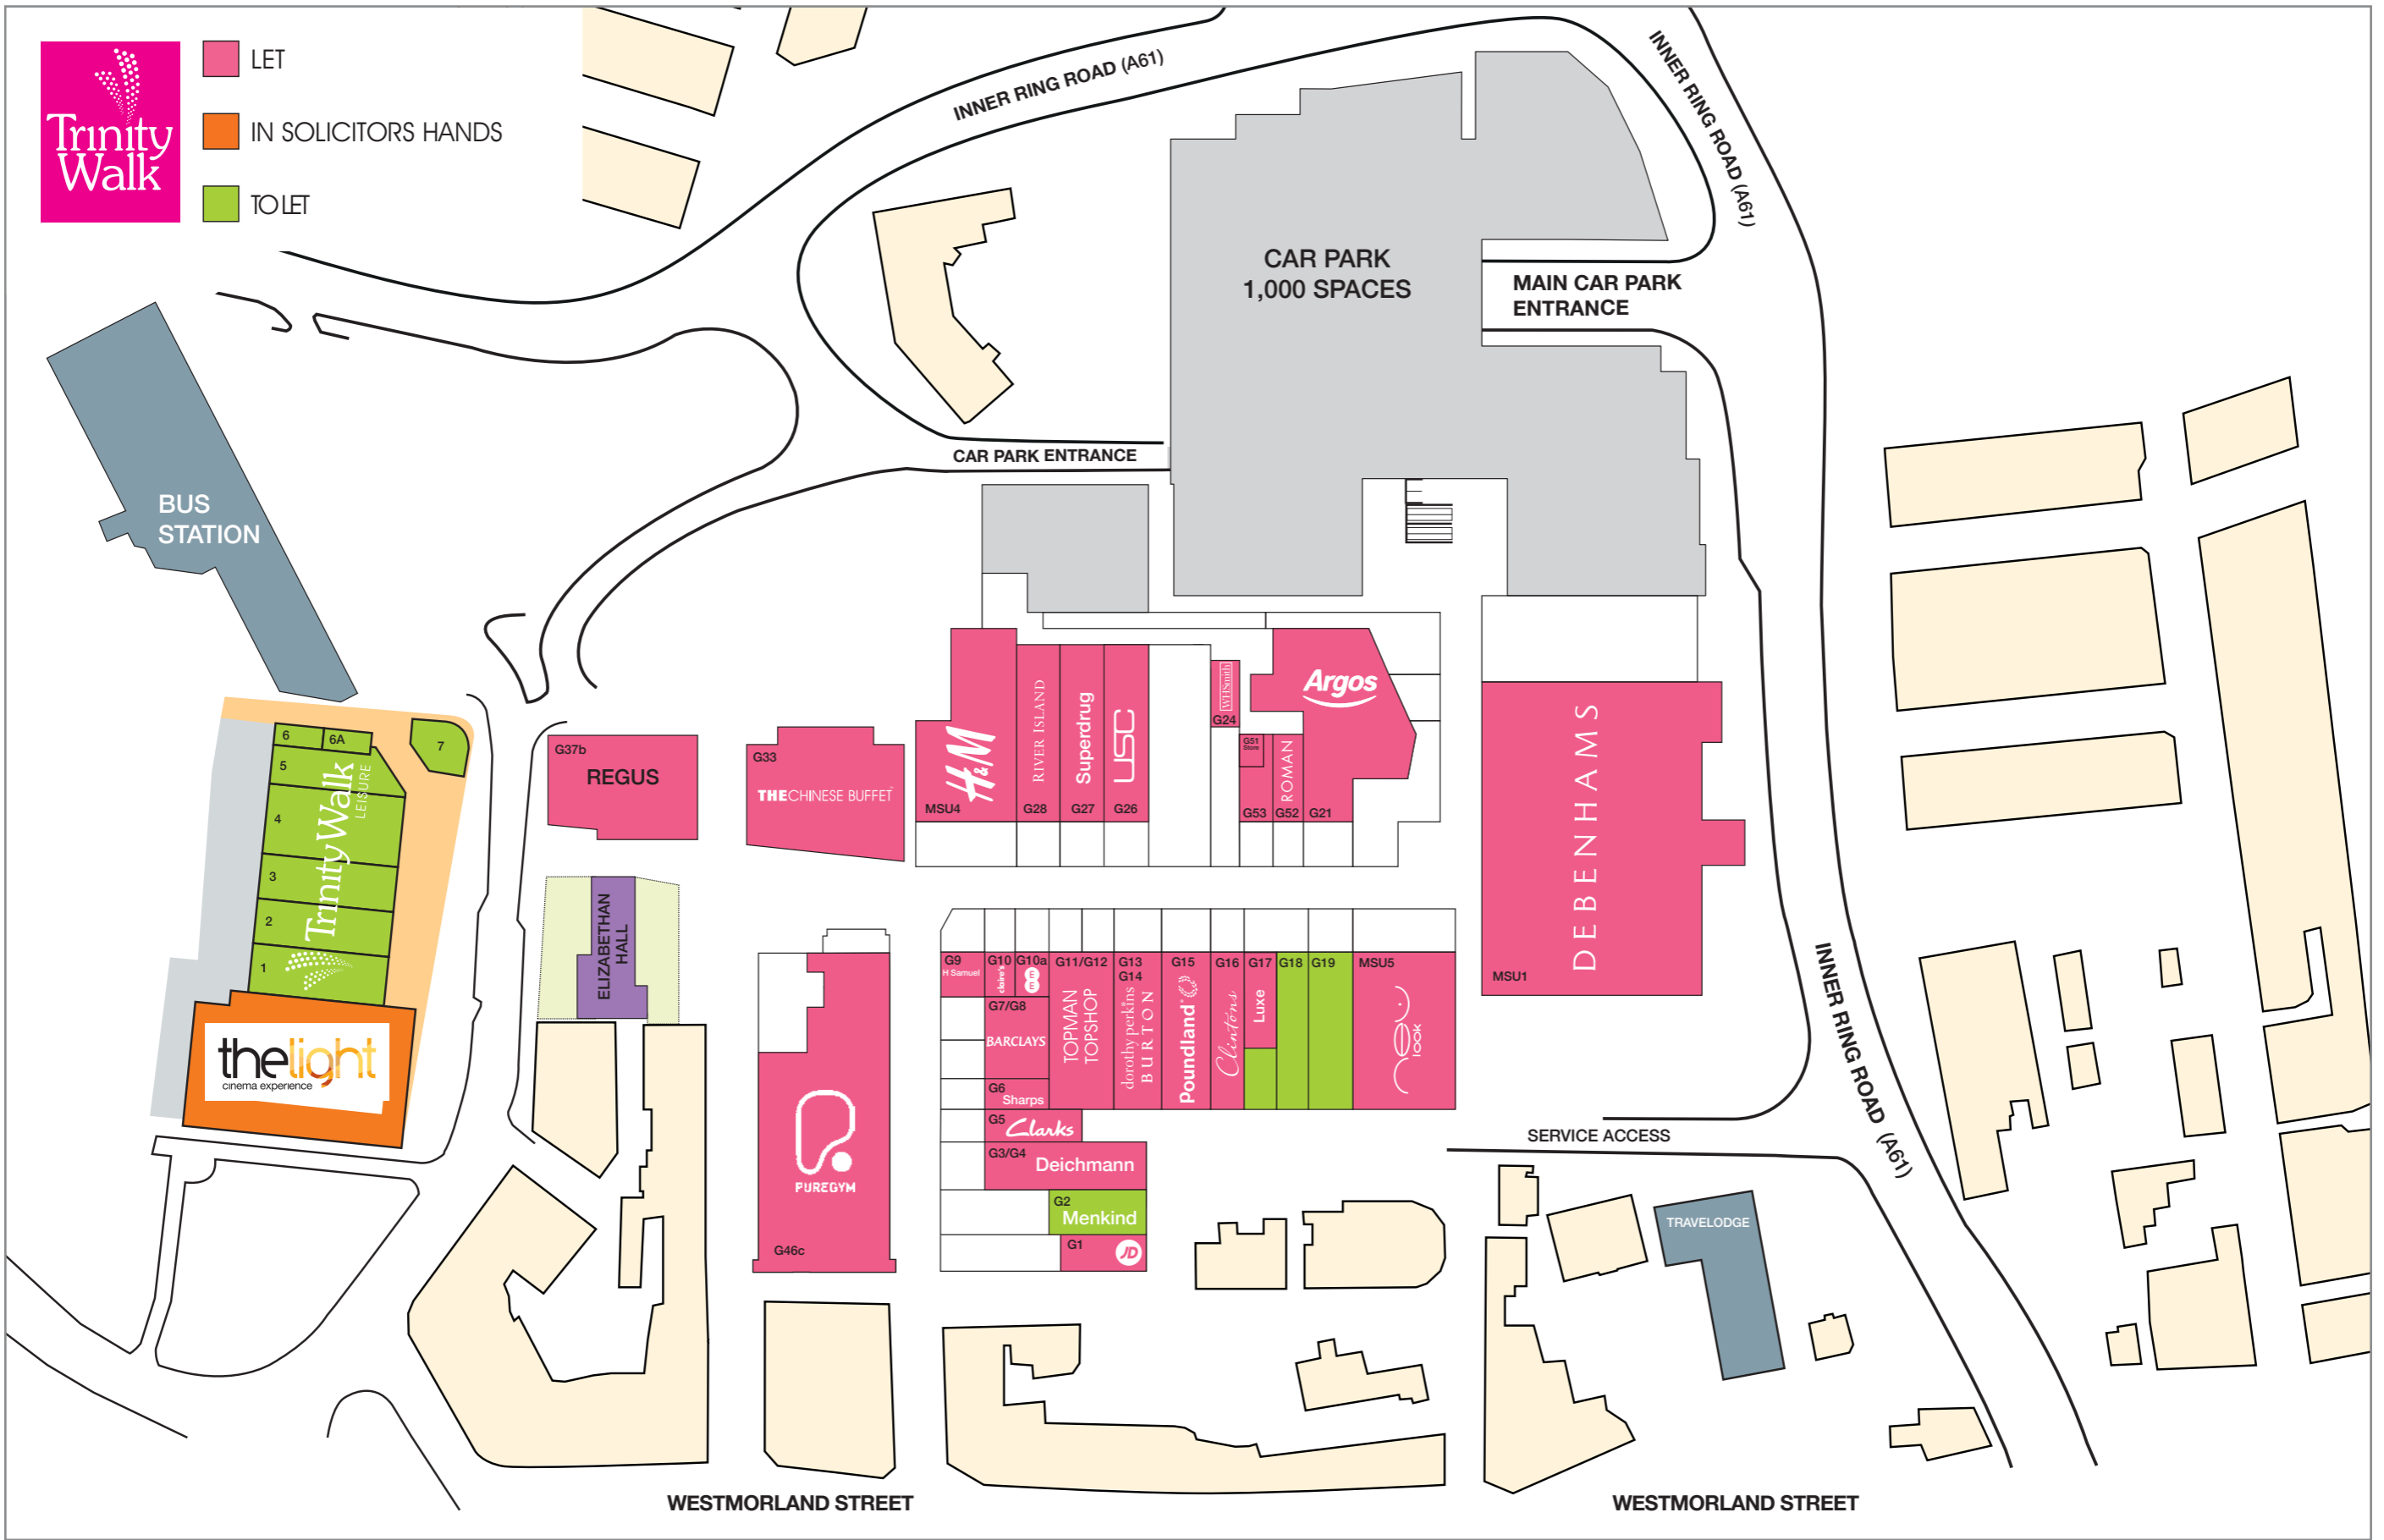 Trinity
Walk
LET
IN SOLICITORS HANDS
TO LET
INNER RING ROAD (A61)
INNER RING ROAD (A61)
CAR PARK
1,000 SPACES
MAIN CAR PARK
ENTRANCE
CAR PARK ENTRANCE
BUS
STATION
6
6A
7
5
4
3
2
1
Trinity Walk
LEISURE
thelight
cinema experience
G37b
REGUS
G33
THECHINESE BUFFET
ELIZABETHAN
HALL
H&M
MSU4
RIVER ISLAND
G28
Superdrug
G27
USC
G26
WHSmith
G24
Argos
G51
Store
G53
ROMAN
G52
G21
DEBENHAMS
MSU1
G9
H Samuel
G10
claire's
G10a
EE
G11/G12
TOPMAN
TOPSHOP
G13
G14
dorothy perkins
BURTON
G15
Poundland
G16
Clintons
G17
Luxe
G18
G19
MSU5
new
look
G7/G8
BARCLAYS
G6
Sharps
G5
Clarks
G3/G4
Deichmann
G2
Menkind
G1
JD
PUREGYM
G46c
INNER RING ROAD (A61)
SERVICE ACCESS
TRAVELODGE
WESTMORLAND STREET
WESTMORLAND STREET